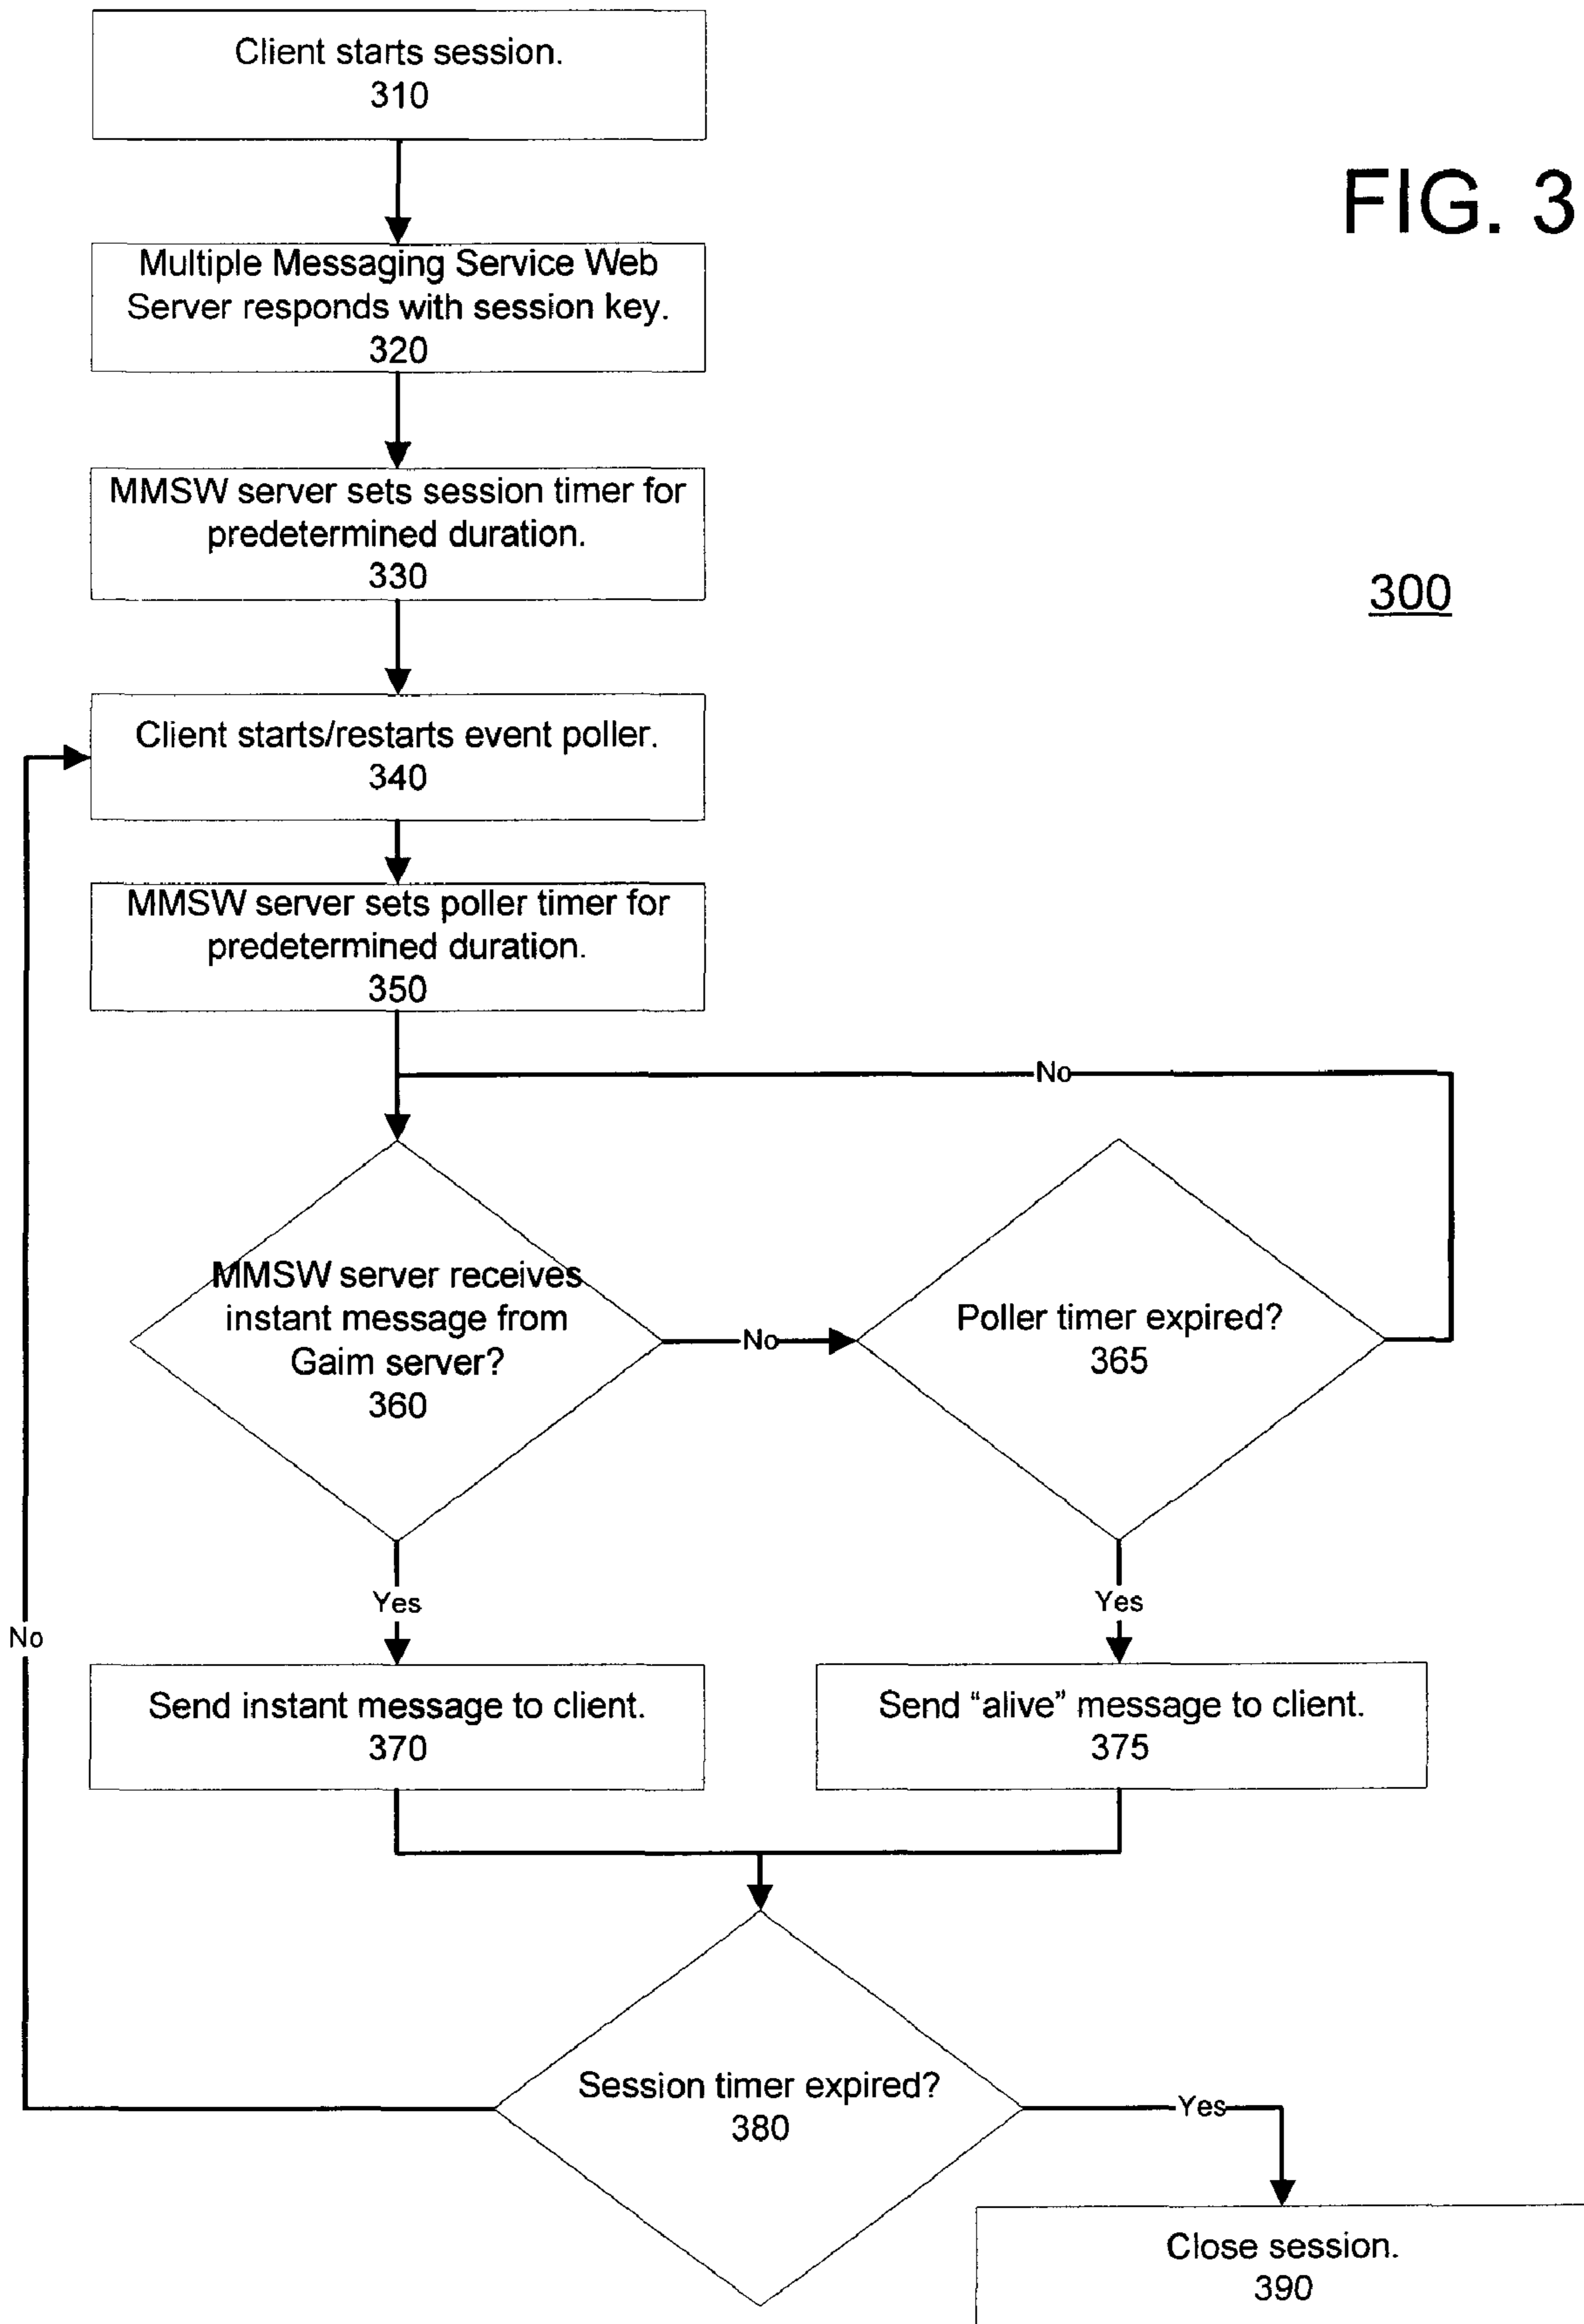 Client starts session.
310
FIG. 3
Multiple Messaging Service Web
Server responds with session key.
320
MMSW server sets session timer for
predetermined duration.
330
300
Client starts/restarts event poller.
340
MMSW server sets poller timer for
predetermined duration.
350
No
MMSW server receives
instant message from
Gaim server?
360
No
Poller timer expired?
365
Yes
Yes
No
Send instant message to client.
370
Send “alive” message to client.
375
Session timer expired?
380
Yes
Close session.
390